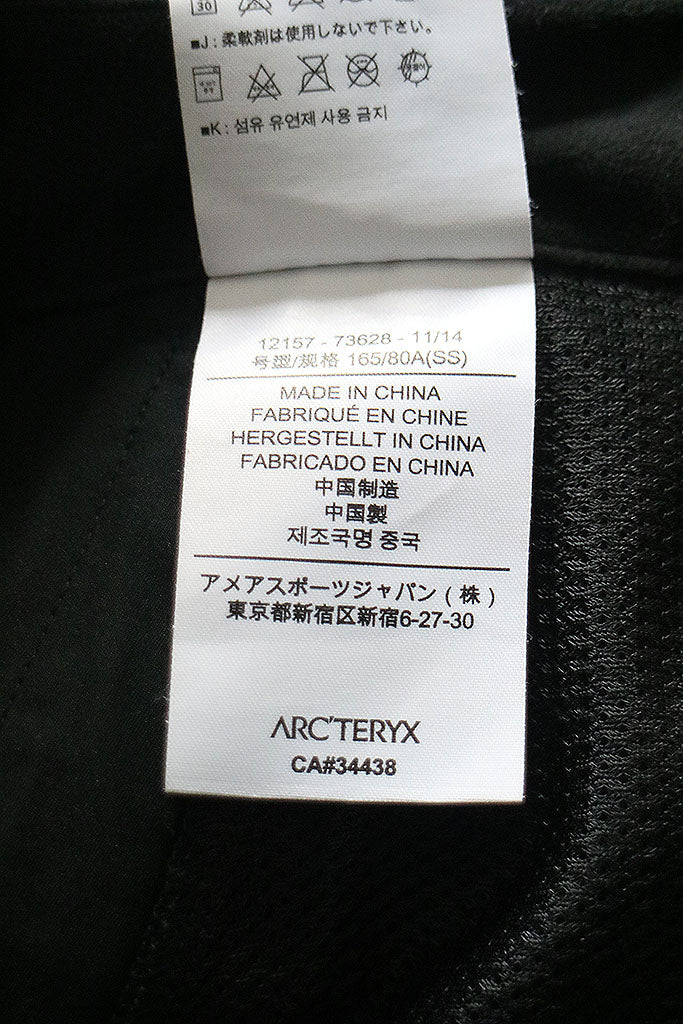 30
■J : 柔軟剤は使用しないで下さい。
■K : 섬유 유연제 사용 금지
12157 - 73628 - 11/14
号型/规格 165/80A(SS)
MADE IN CHINA
FABRIQUÉ EN CHINE
HERGESTELLT IN CHINA
FABRICADO EN CHINA
中国制造
中国製
제조국명 중국
アメアスポーツジャパン ( 株 )
東京都新宿区新宿6-27-30
ARC'TERYX
CA#34438